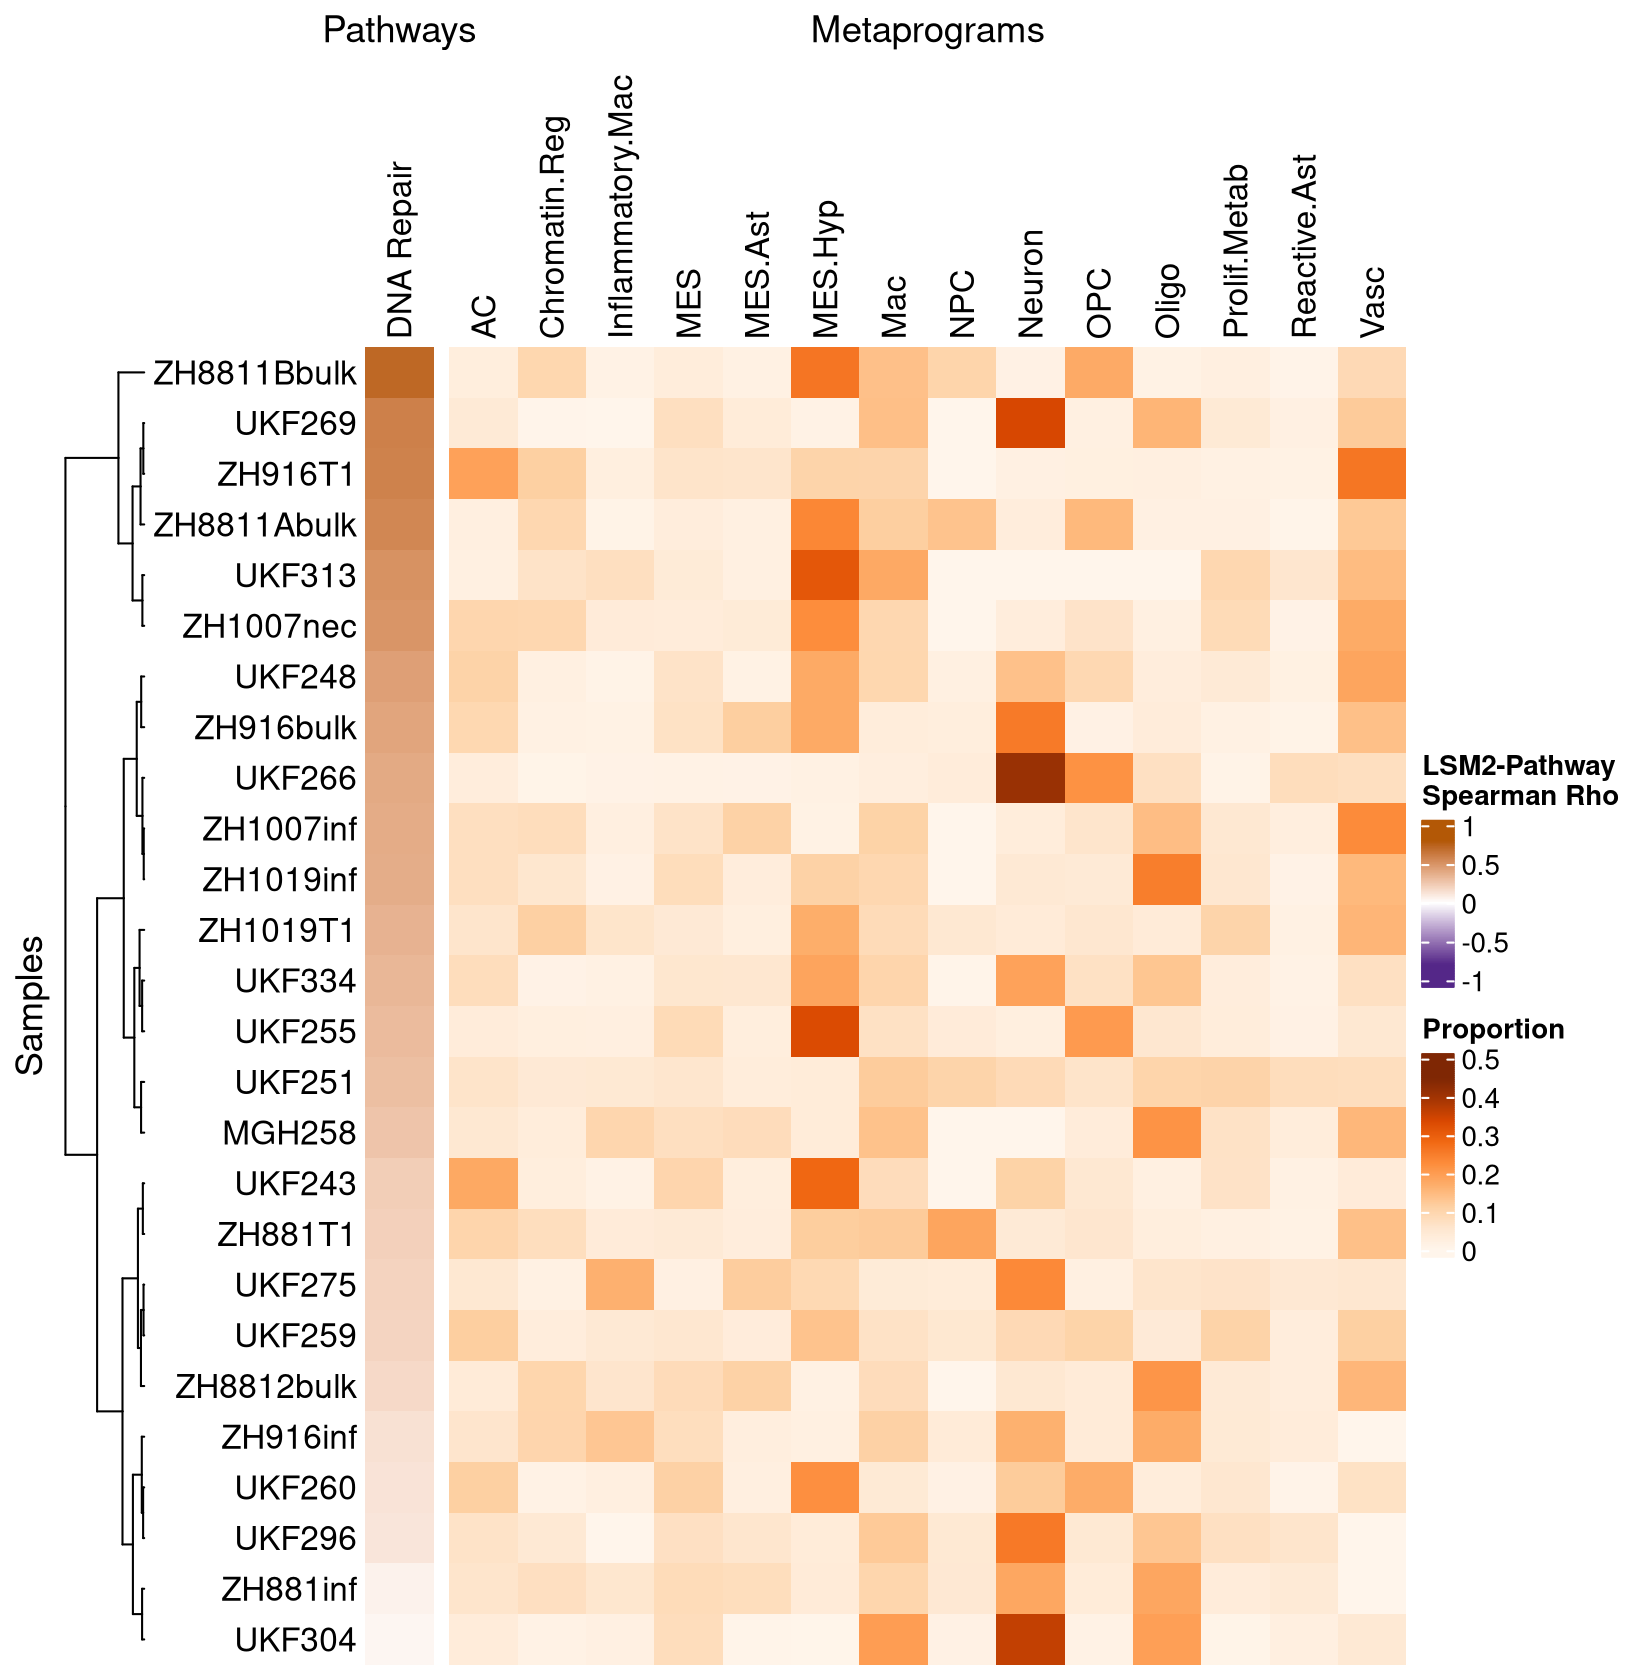 Pathways
Metaprograms
DNA Repair
AC
Chromatin.Reg
Inflammatory.Mac
MES
MES.Ast
MES.Hyp
Mac
NPC
Neuron
OPC
Oligo
Prolif.Metab
Reactive.Ast
Vasc
Samples
ZH8811Bbulk
UKF269
ZH916T1
ZH8811Abulk
UKF313
ZH1007nec
UKF248
ZH916bulk
UKF266
ZH1007inf
ZH1019inf
ZH1019T1
UKF334
UKF255
UKF251
MGH258
UKF243
ZH881T1
UKF275
UKF259
ZH8812bulk
ZH916inf
UKF260
UKF296
ZH881inf
UKF304
LSM2-Pathway
Spearman Rho
1
0.5
0
-0.5
-1
Proportion
0.5
0.4
0.3
0.2
0.1
0